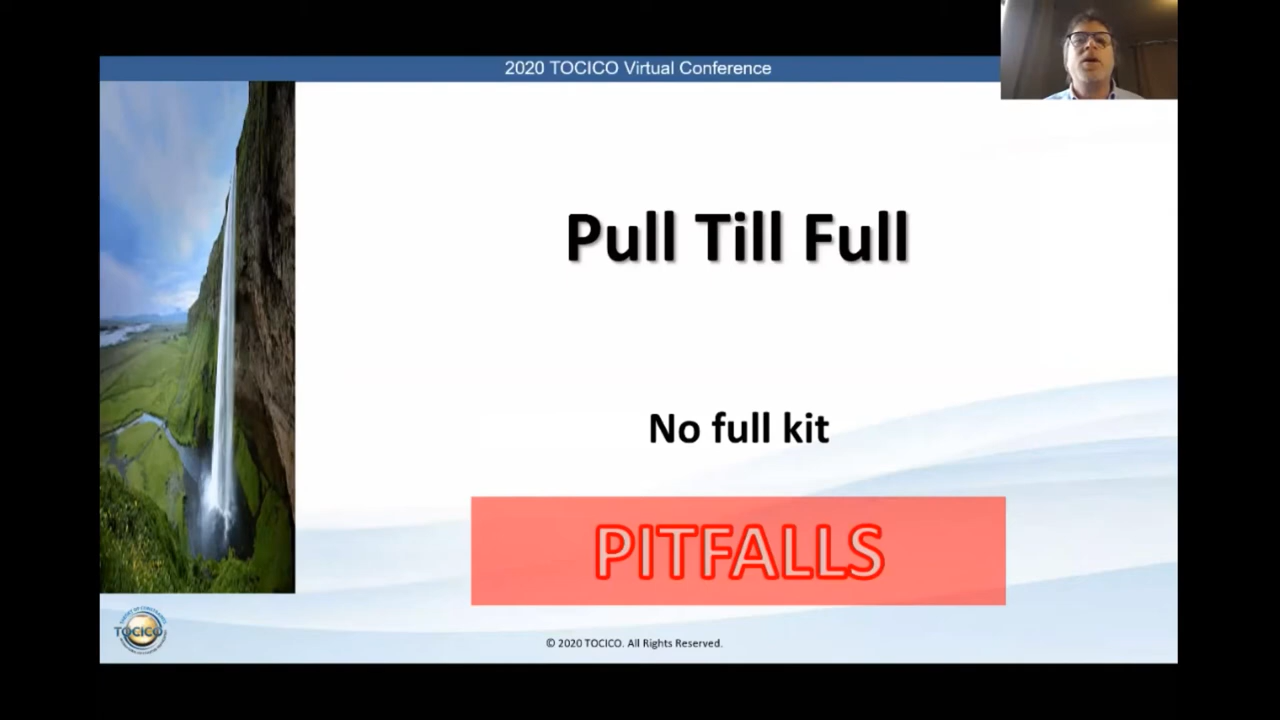 2020 TOCICO Virtual Conference
Pull Till Full
No full kit
PITFALLS
TOCICO
© 2020 TOCICO. All Rights Reserved.